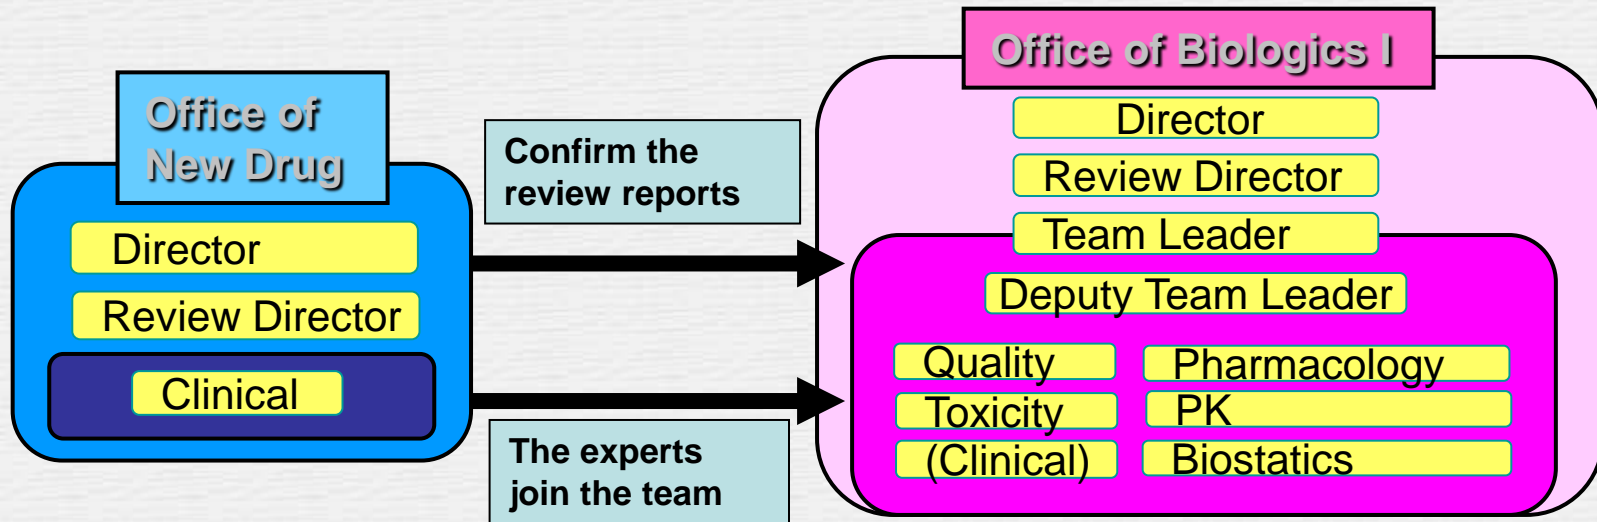 Office of
New Drug
Director
Review Director
Clinical
Confirm the
review reports
The experts
join the team
Office of Biologics I
Director
Review Director
Team Leader
Deputy Team Leader
Quality
Pharmacology
Toxicity
PK
(Clinical)
Biostatics